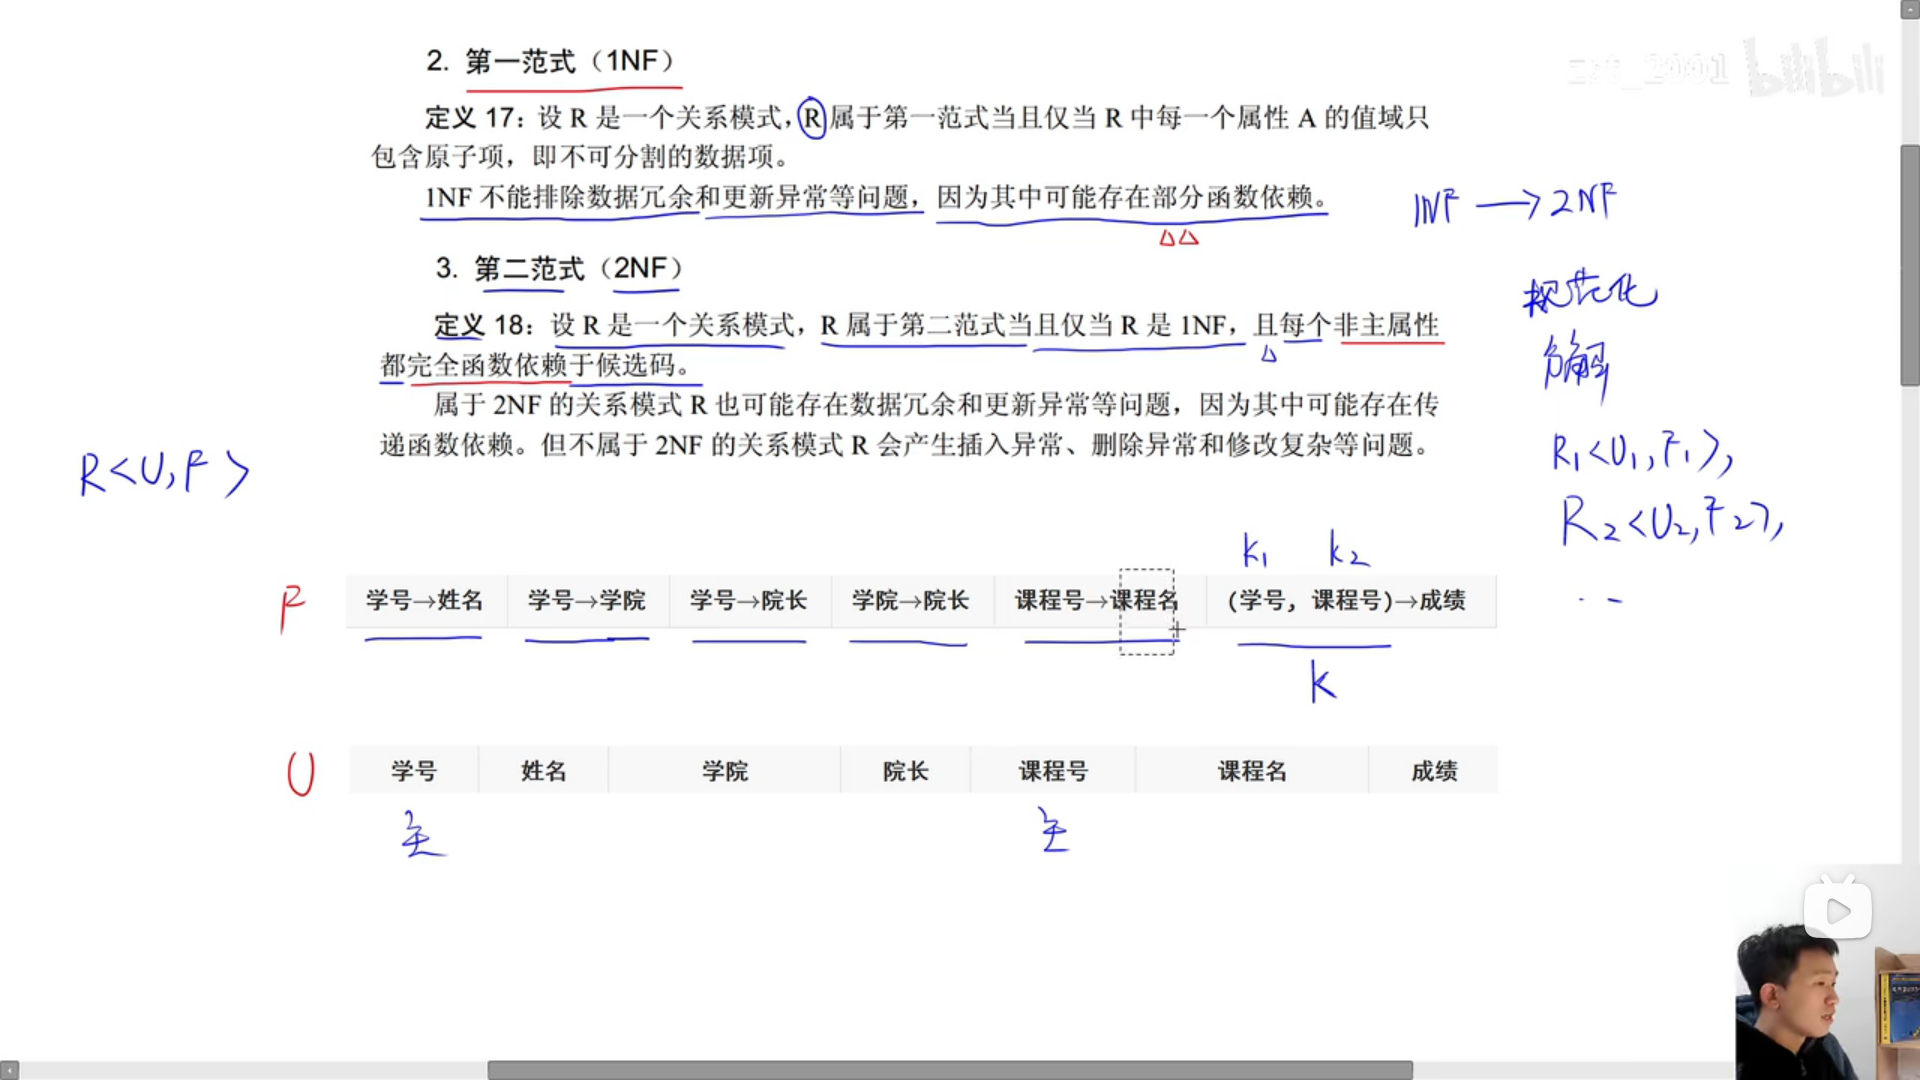 2. 第一范式（1NF）
定义 17：设 R 是一个关系模式，R 属于第一范式当且仅当 R 中每一个属性 A 的值域只
包含原子项，即不可分割的数据项。
1NF 不能排除数据冗余和更新异常等问题，因为其中可能存在部分函数依赖。
1NF → 2NF
3. 第二范式（2NF）
规范化
定义 18：设 R 是一个关系模式，R 属于第二范式当且仅当 R 是 1NF，且每个非主属性
都完全函数依赖于候选码。
分解
属于 2NF 的关系模式 R 也可能存在数据冗余和更新异常等问题，因为其中可能存在传
递函数依赖。但不属于 2NF 的关系模式 R 会产生插入异常、删除异常和修改复杂等问题。
R<U,F>
R1<U1,F1>,
R2<U2,F2>,
K1 K2
F 学号→姓名 学号→学院 学号→院长 学院→院长 课程号→课程名 (学号, 课程号)→成绩
K
U 学号 姓名 学院 院长 课程号 课程名 成绩
主 主
bilibili